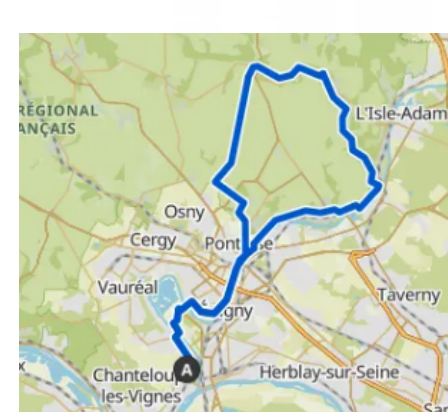 RÉGIONAL
ANÇAIS
L'Isle-Adam
Osny
Cergy
Vauréal
Taverny
A
Herblay-sur-Seine
Chanteloup
les-Vignes